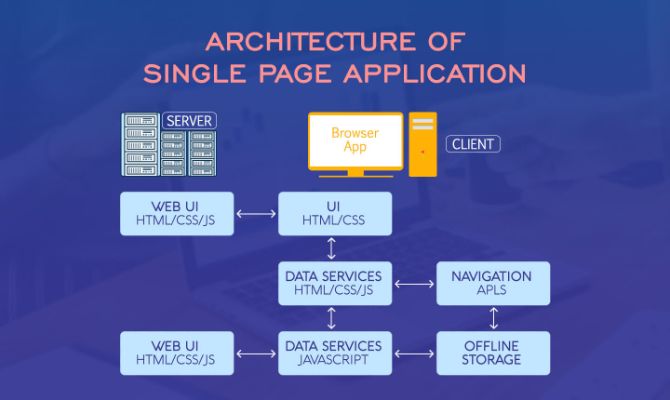 ARCHITECTURE OF
SINGLE PAGE APPLICATION
SERVER
Browser
App
CLIENT
WEB UI
HTML/CSS/JS
UI
HTML/CSS
DATA SERVICES
HTML/CSS/JS
NAVIGATION
APLS
WEB UI
HTML/CSS/JS
DATA SERVICES
JAVASCRIPT
OFFLINE
STORAGE